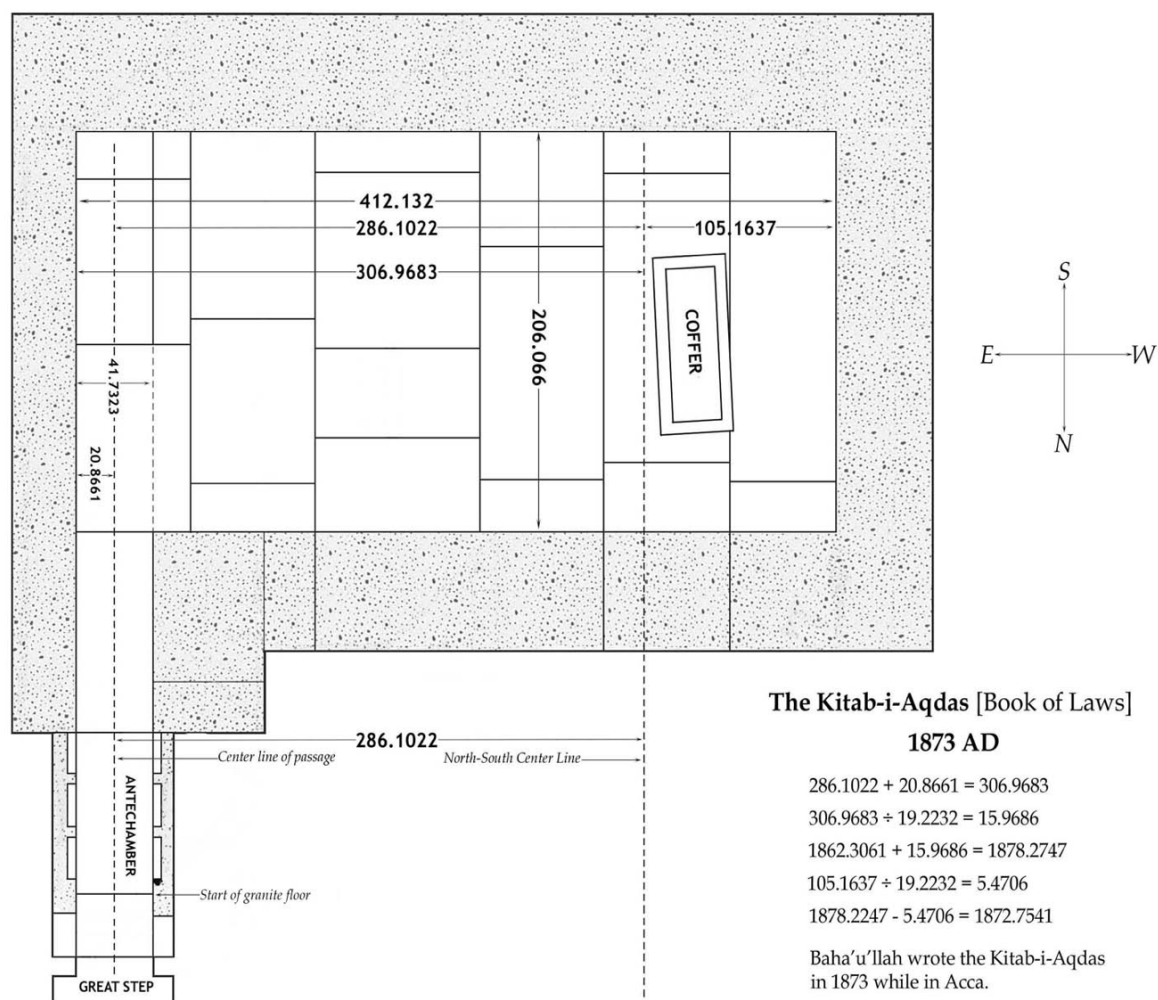 412.132
286.1022
105.1637
306.9683
206.066
COFFER
41.7323
20.8661
S
E
W
N
286.1022
Center line of passage
North-South Center Line
ANTECHAMBER
Start of granite floor
GREAT STEP
The Kitab-i-Aqdas [Book of Laws]
1873 AD
286.1022 + 20.8661 = 306.9683
306.9683 ÷ 19.2232 = 15.9686
1862.3061 + 15.9686 = 1878.2747
105.1637 ÷ 19.2232 = 5.4706
1878.2247 - 5.4706 = 1872.7541
Baha'u'llah wrote the Kitab-i-Aqdas
in 1873 while in Acca.